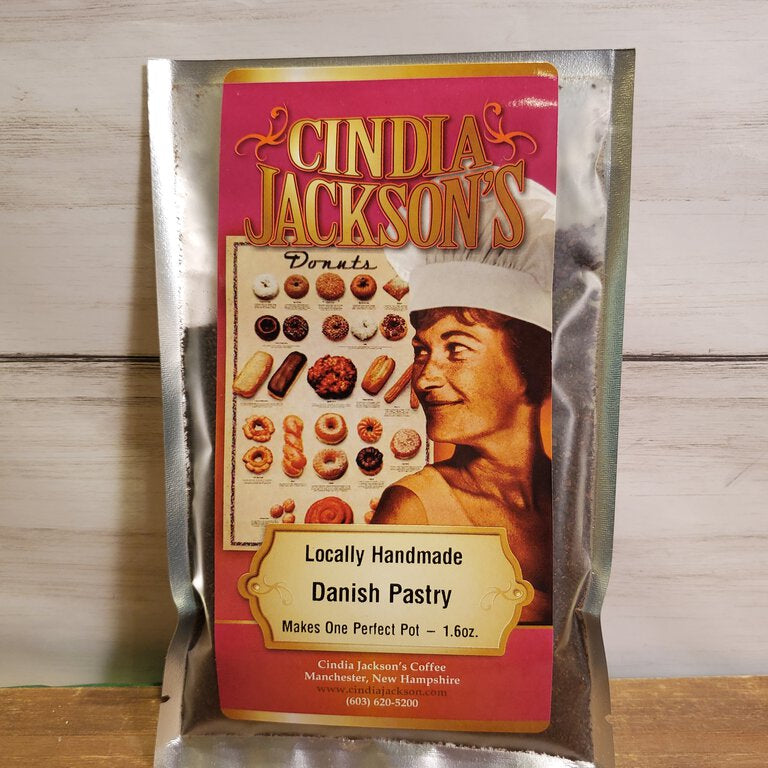 CINDIA
JACKSON'S
Donuts
Locally Handmade
Danish Pastry
Makes One Perfect Pot – 1.6oz.
Cindia Jackson's Coffee
Manchester, New Hampshire
www.cindiajackson.com
(603) 620-5200